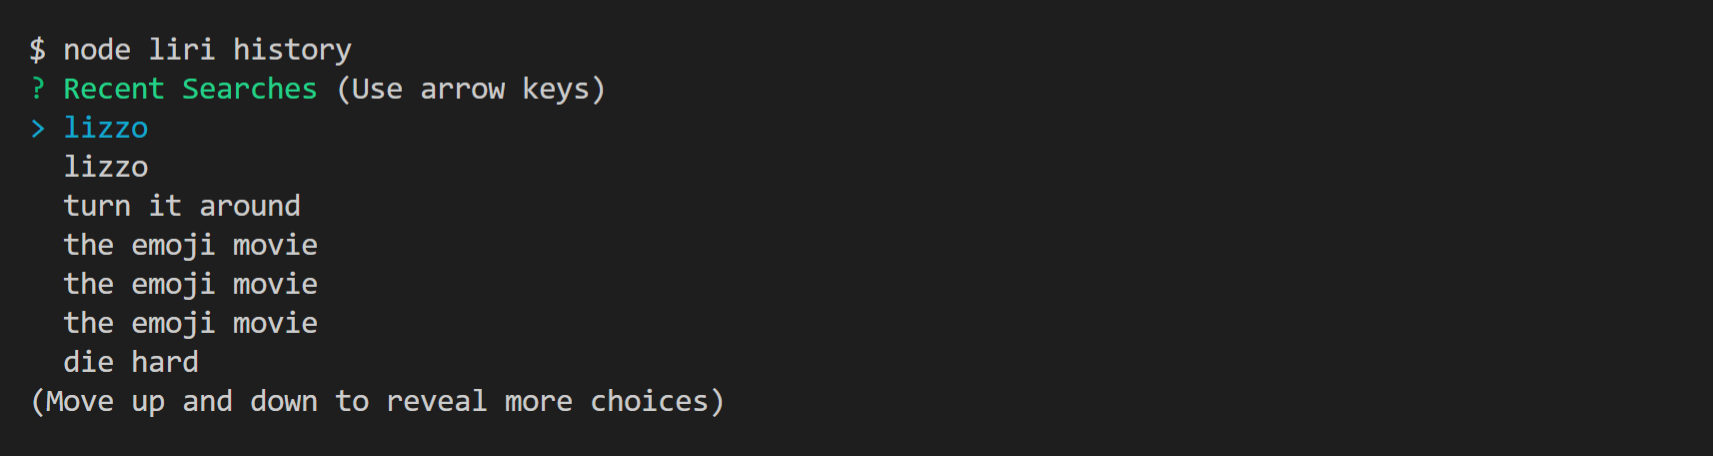 $ node liri history
? Recent Searches (Use arrow keys)
> lizzo
lizzo
turn it around
the emoji movie
the emoji movie
the emoji movie
die hard
(Move up and down to reveal more choices)